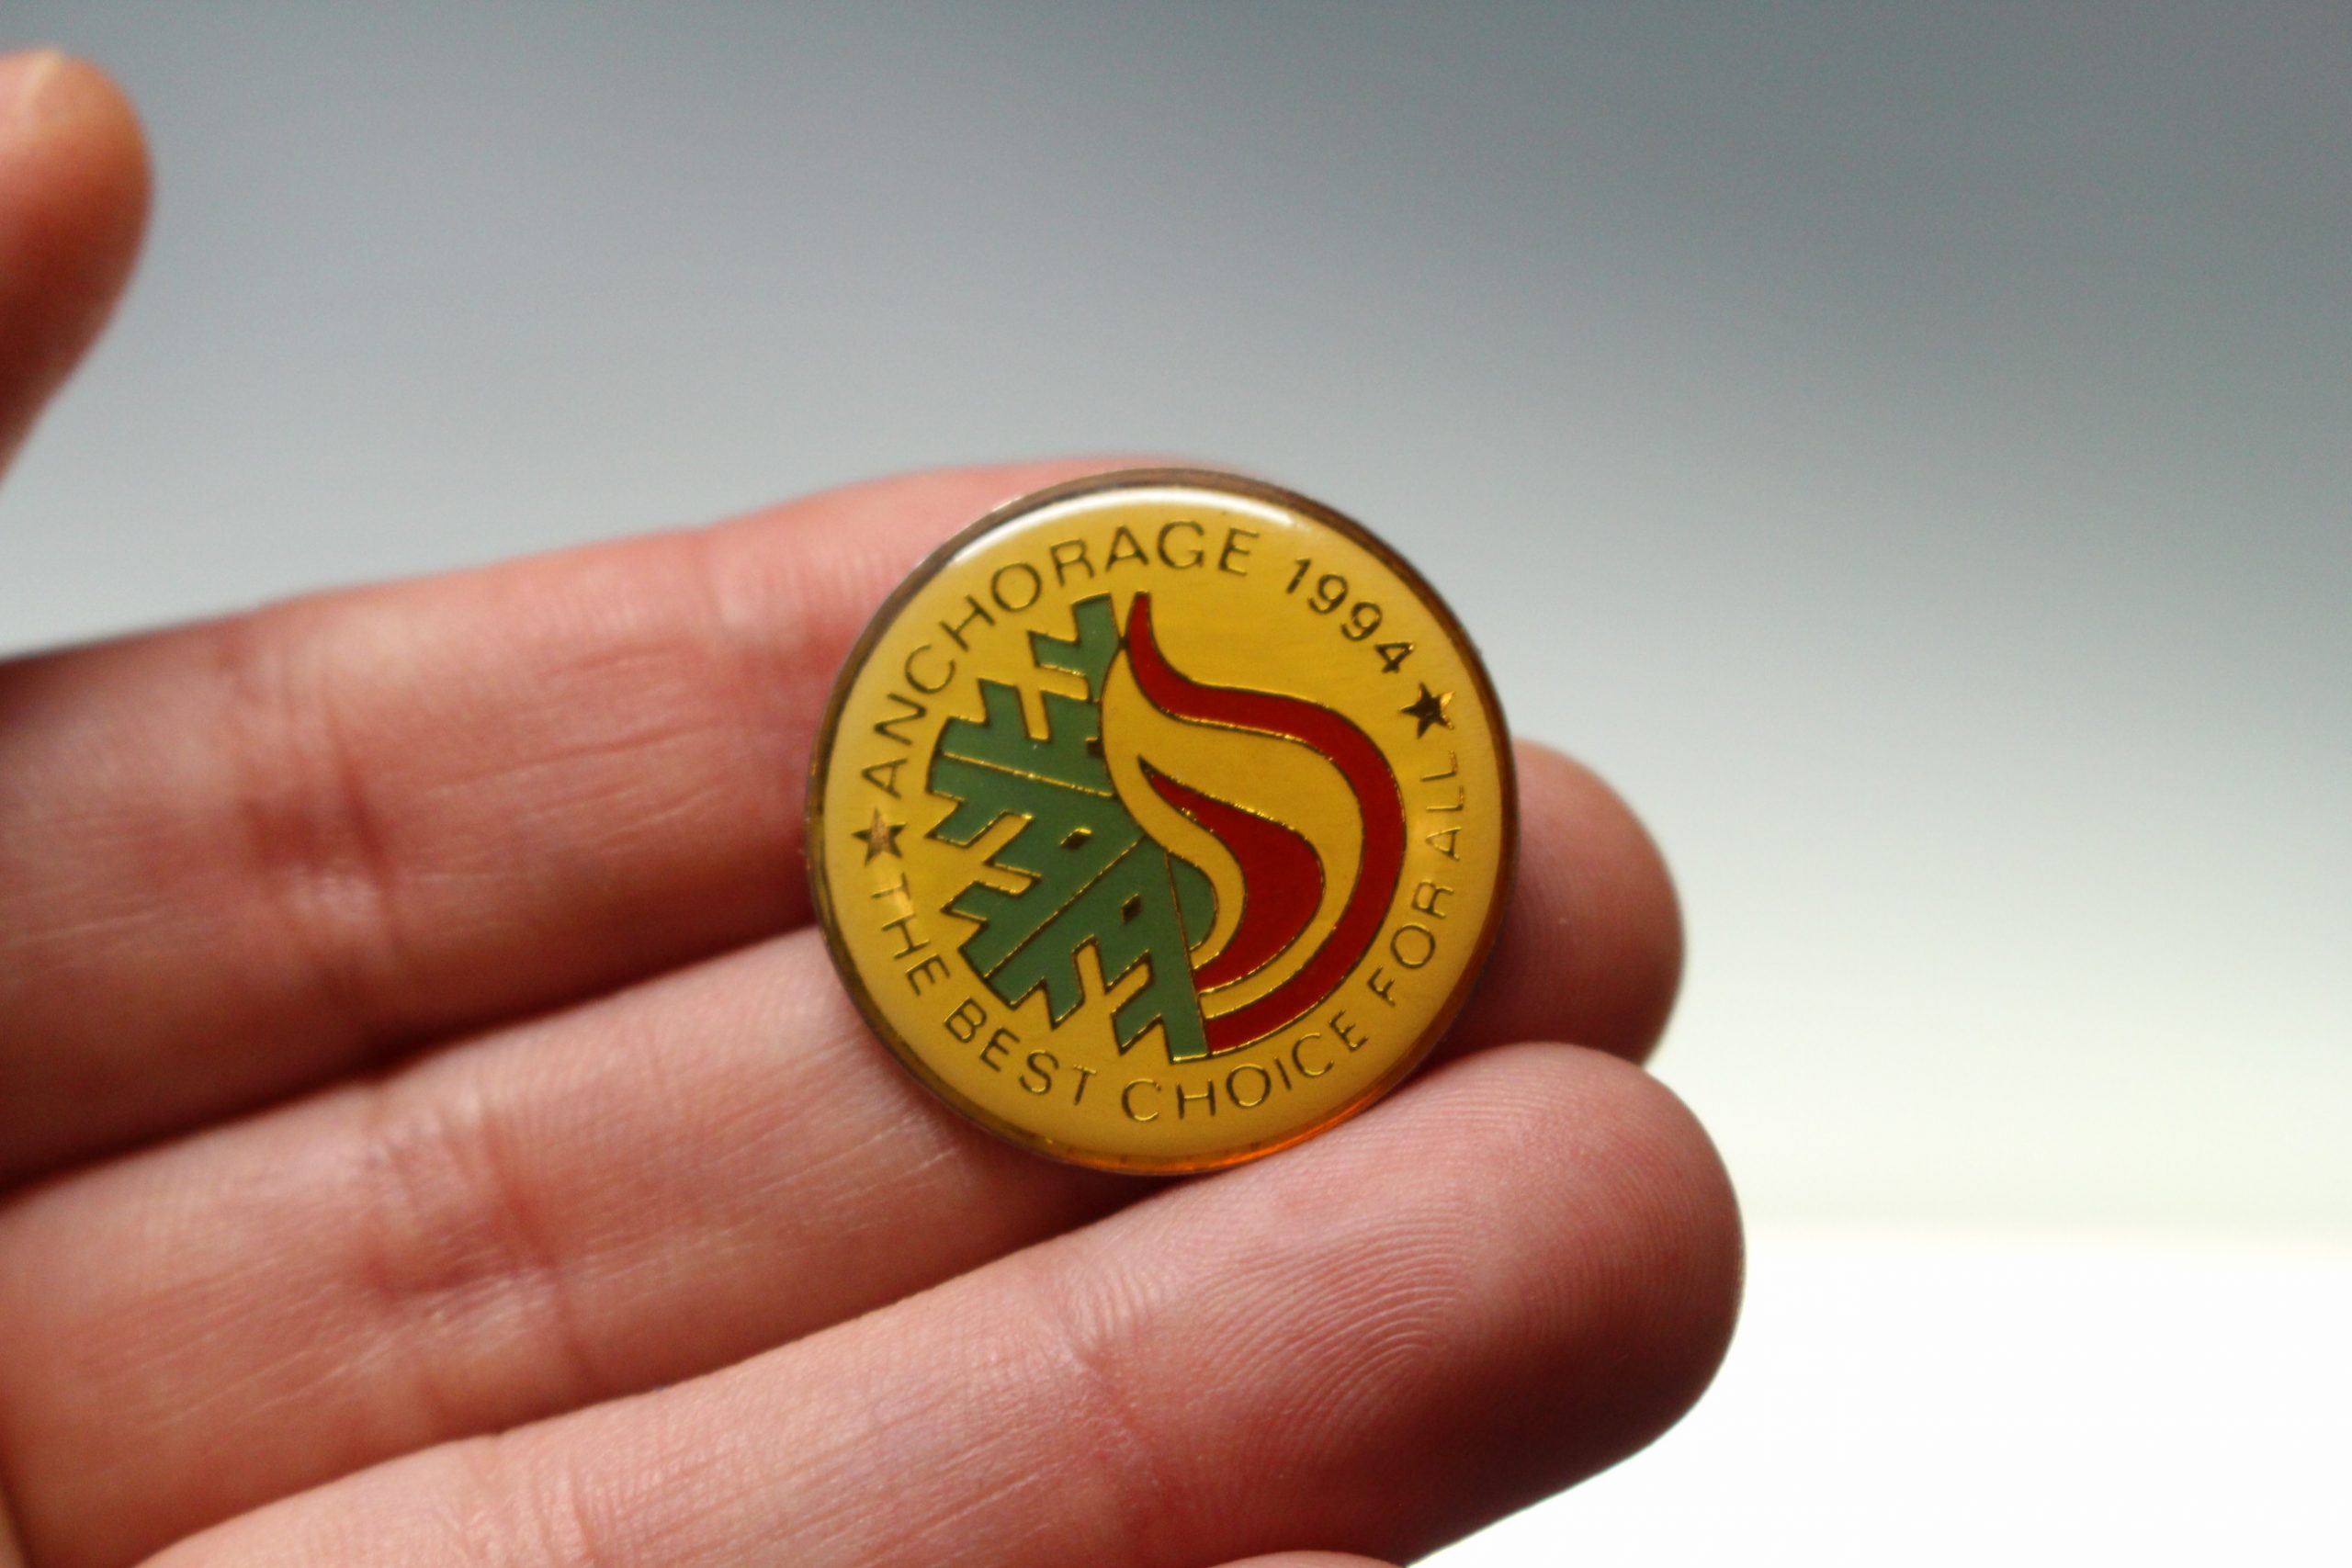 ANCHORAGE 1994
THE BEST CHOICE FOR ALL